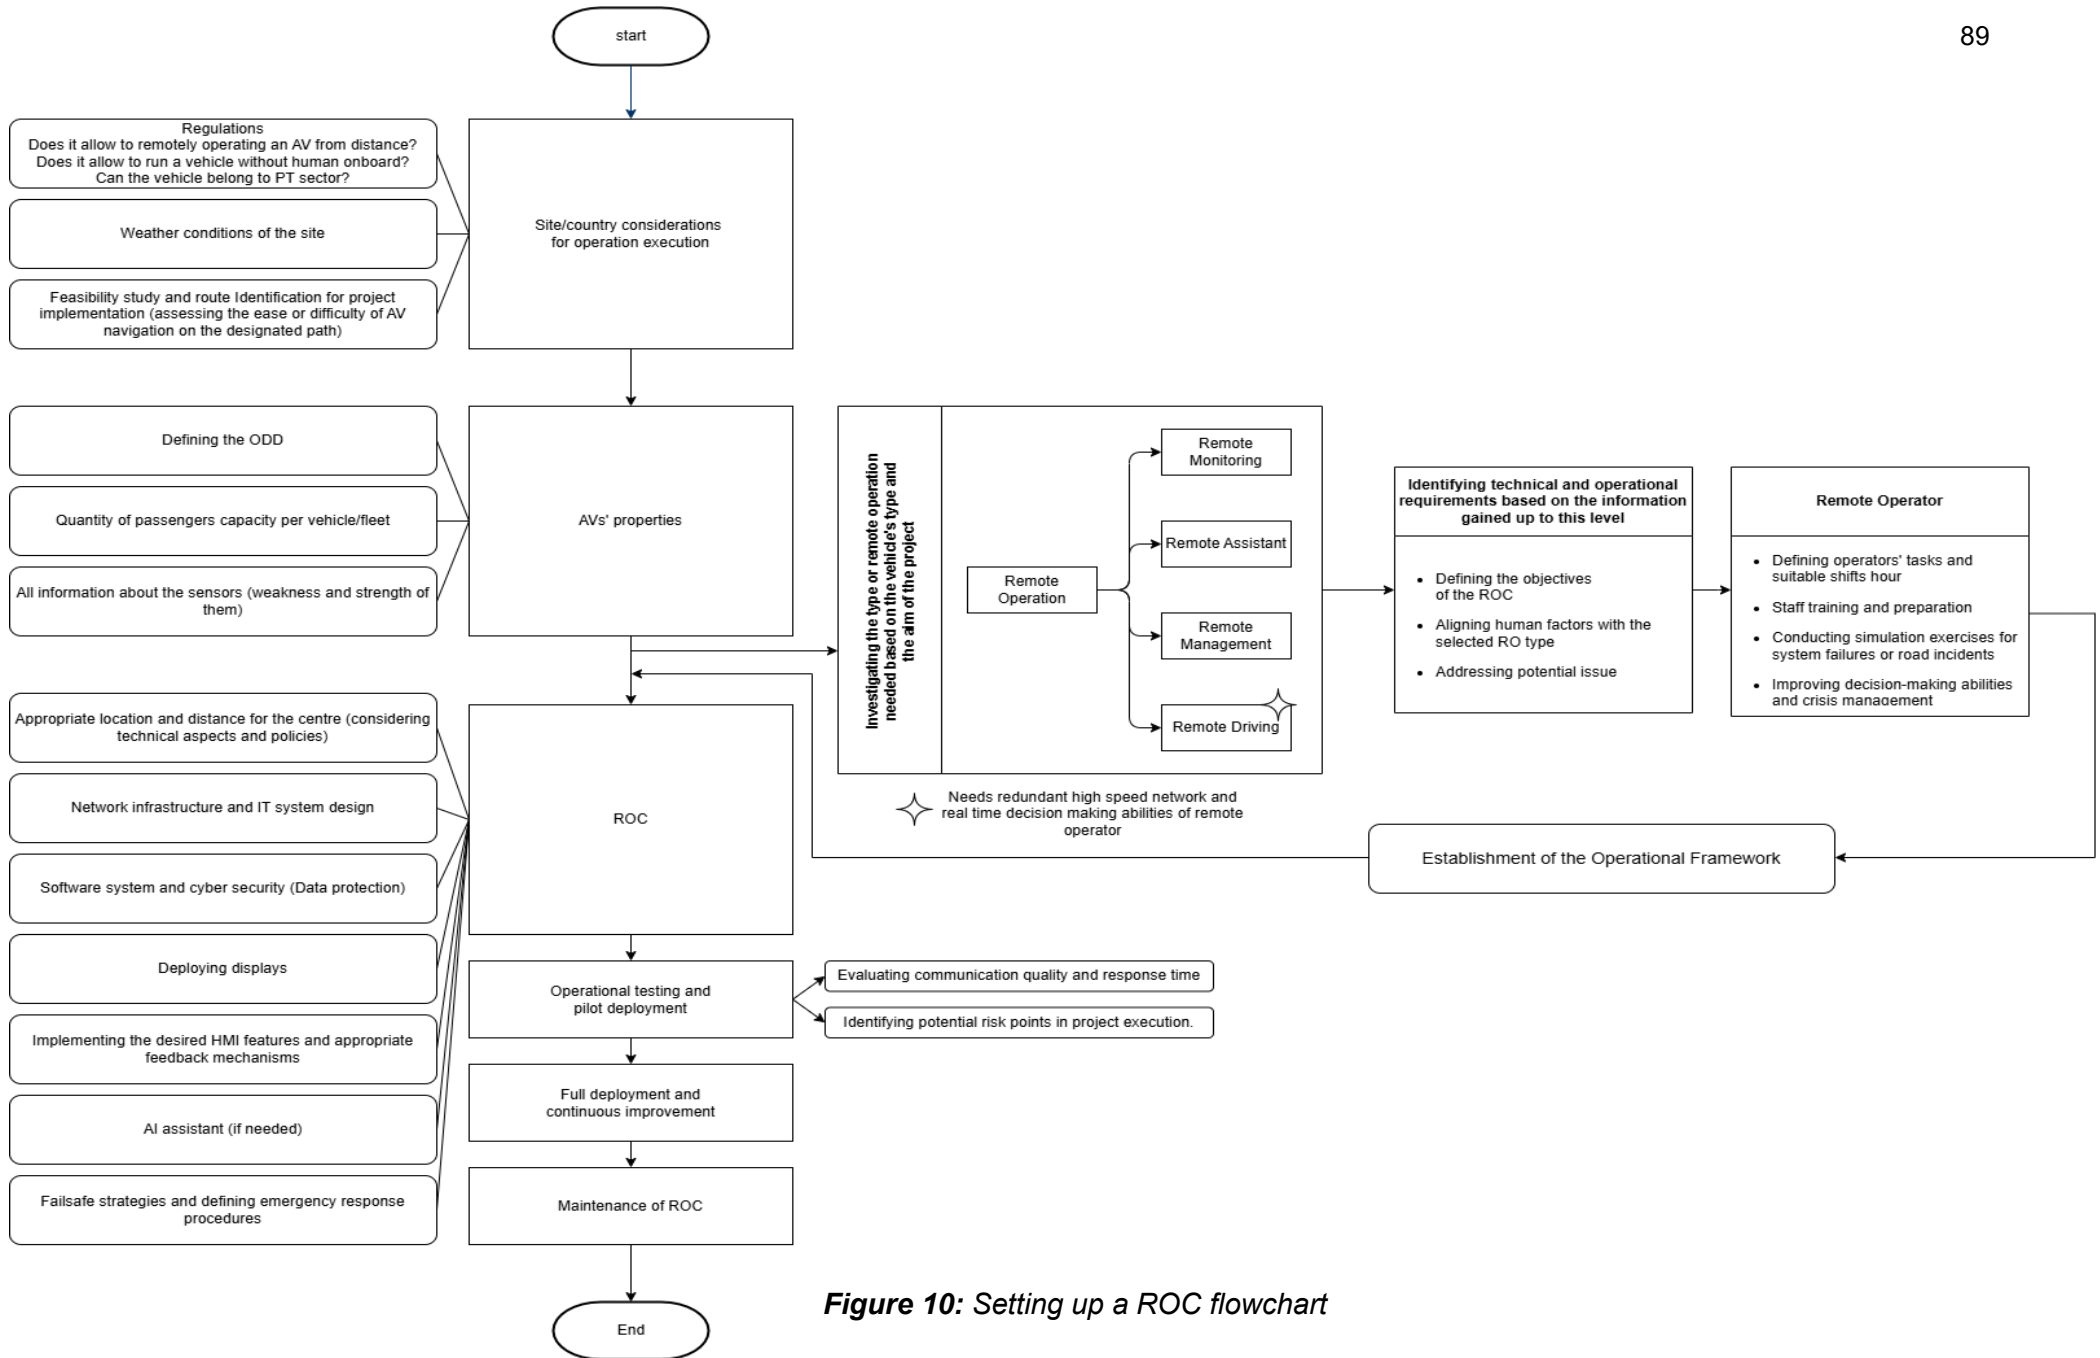 89
start
Regulations
Does it allow to remotely operating an AV from distance?
Does it allow to run a vehicle without human onboard?
Can the vehicle belong to PT sector?
Weather conditions of the site
Feasibility study and route Identification for project
implementation (assessing the ease or difficulty of AV
navigation on the designated path)
Site/country considerations
for operation execution
Defining the ODD
Quantity of passengers capacity per vehicle/fleet
All information about the sensors (weakness and strength of
them)
AVs' properties
Investigating the type or remote operation
needed based on the vehicle's type and
the aim of the project
Remote
Operation
Remote
Monitoring
Remote Assistant
Remote
Management
Remote Driving
Needs redundant high speed network and
real time decision making abilities of remote
operator
Identifying technical and operational
requirements based on the information
gained up to this level
• Defining the objectives
of the ROC
• Aligning human factors with the
selected RO type
• Addressing potential issue
Remote Operator
• Defining operators' tasks and
suitable shifts hour
• Staff training and preparation
• Conducting simulation exercises for
system failures or road incidents
• Improving decision-making abilities
and crisis management
Establishment of the Operational Framework
Appropriate location and distance for the centre (considering
technical aspects and policies)
Network infrastructure and IT system design
Software system and cyber security (Data protection)
Deploying displays
Implementing the desired HMI features and appropriate
feedback mechanisms
AI assistant (if needed)
Failsafe strategies and defining emergency response
procedures
ROC
Operational testing and
pilot deployment
Evaluating communication quality and response time
Identifying potential risk points in project execution.
Full deployment and
continuous improvement
Maintenance of ROC
End
Figure 10: Setting up a ROC flowchart